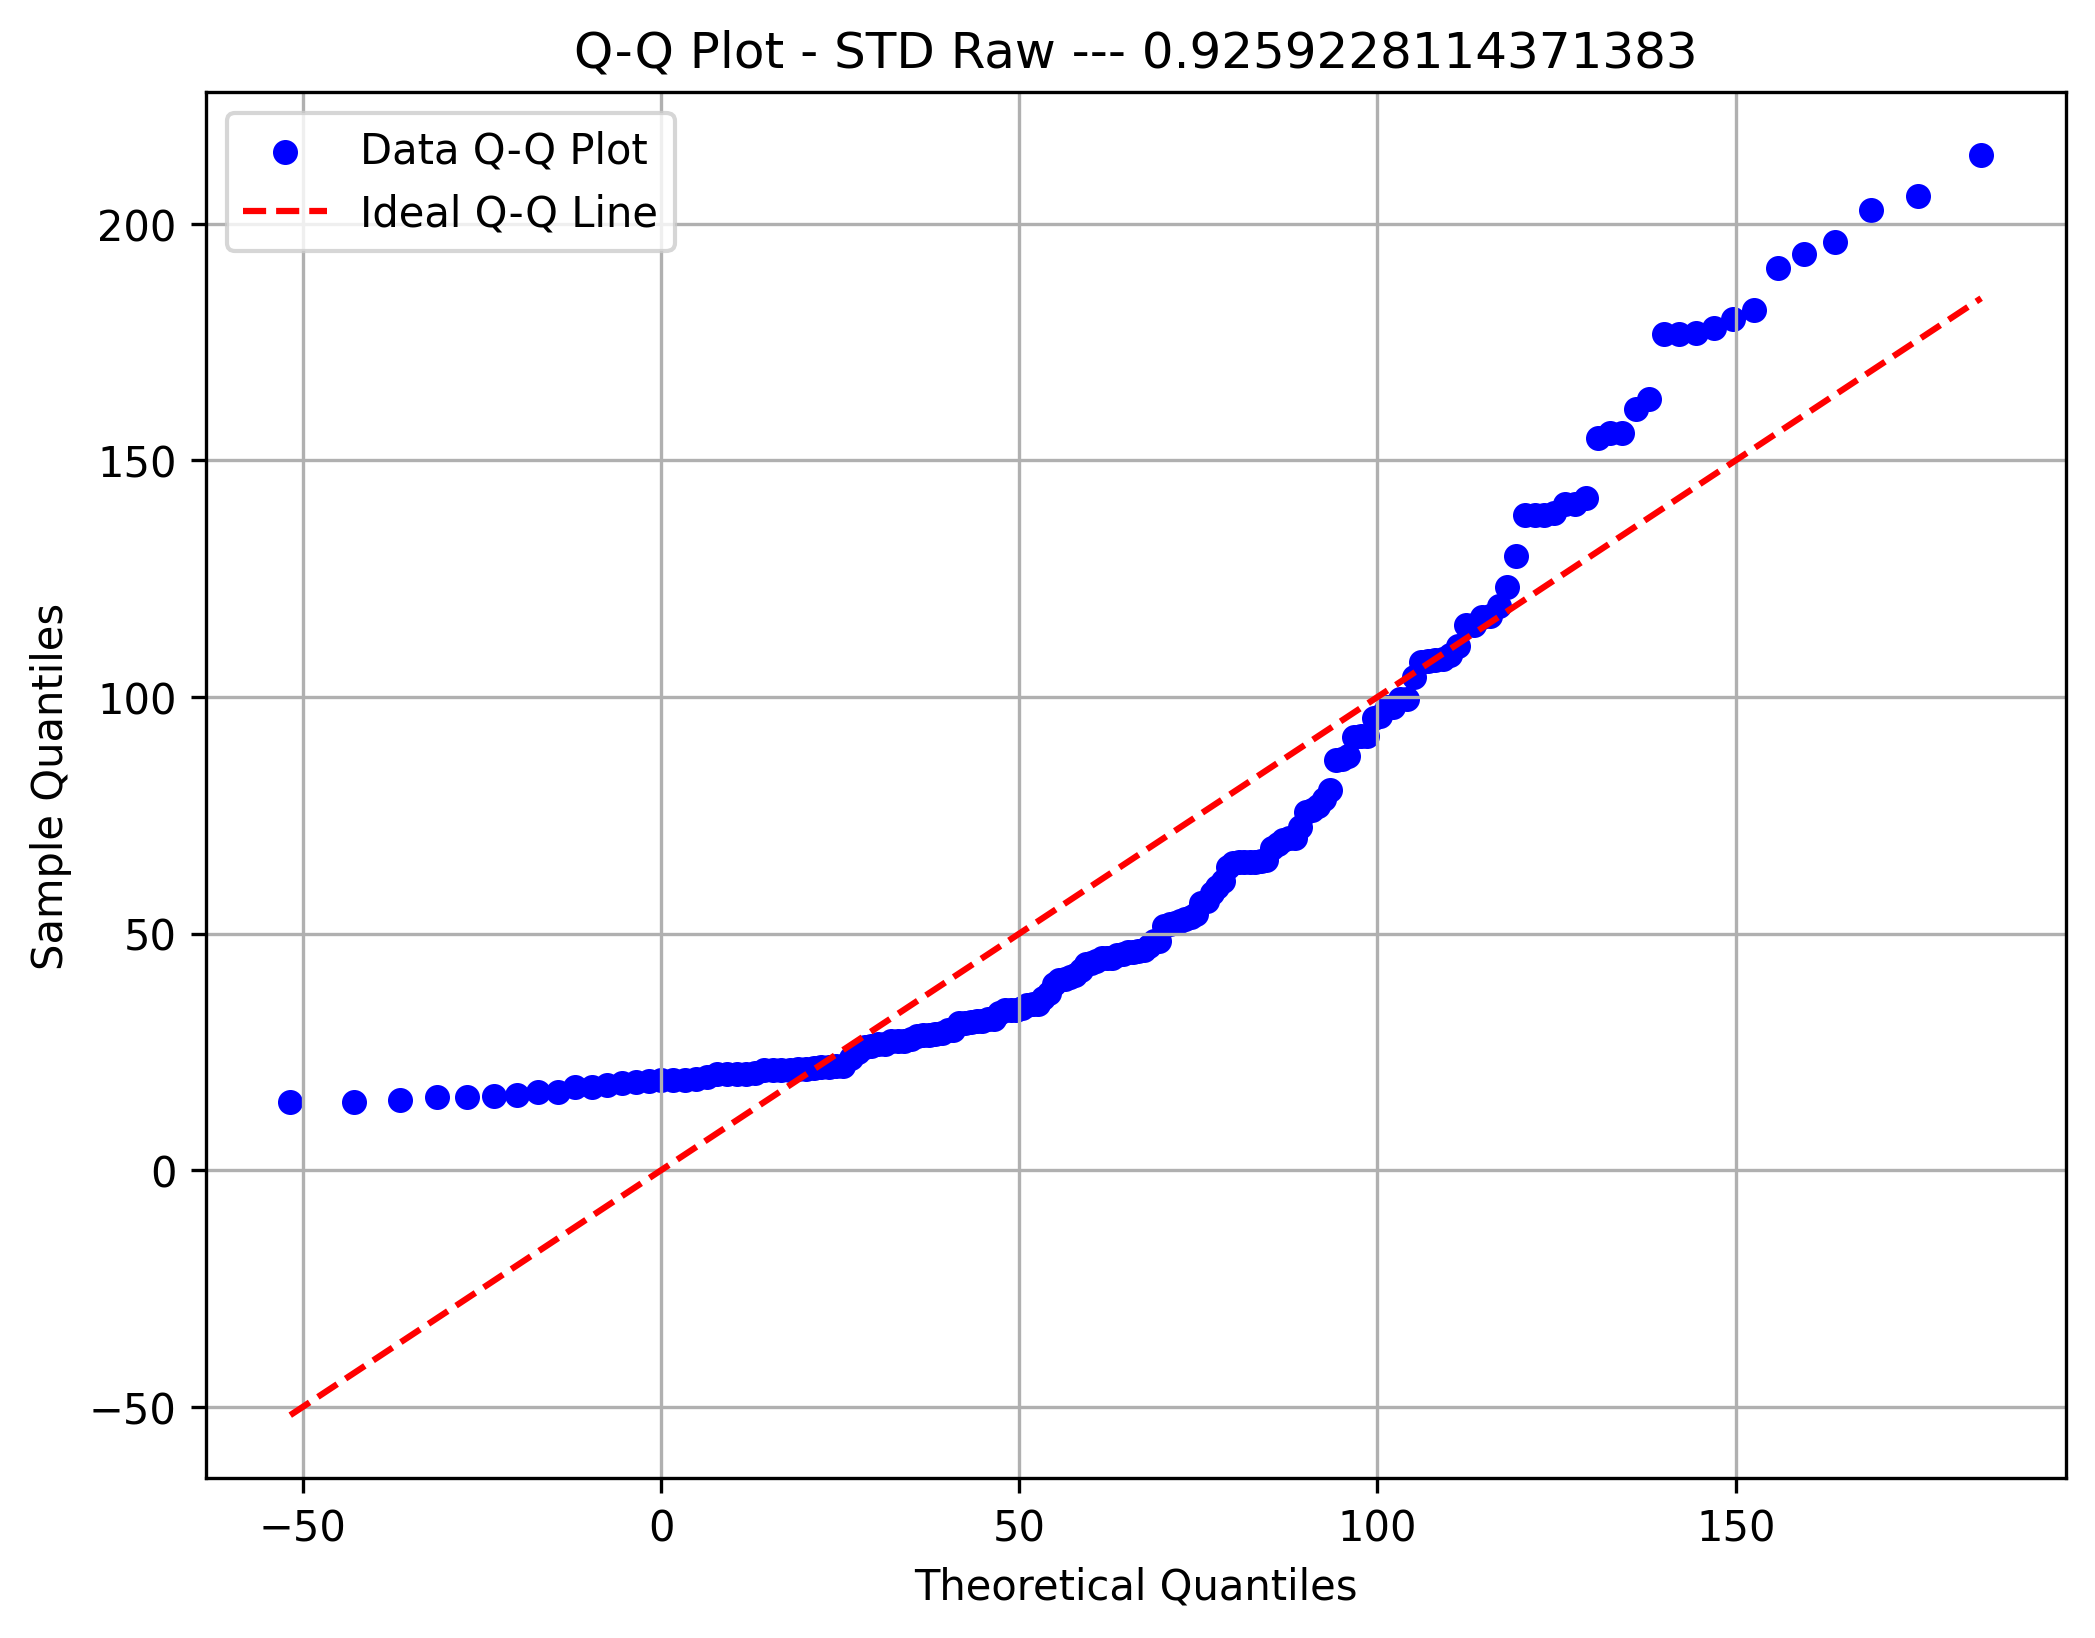 Q-Q Plot - STD Raw --- 0.9259228114371383
Data Q-Q Plot
Ideal Q-Q Line
200
150
100
50
0
−50
Sample Quantiles
−50 0 50 100 150
Theoretical Quantiles